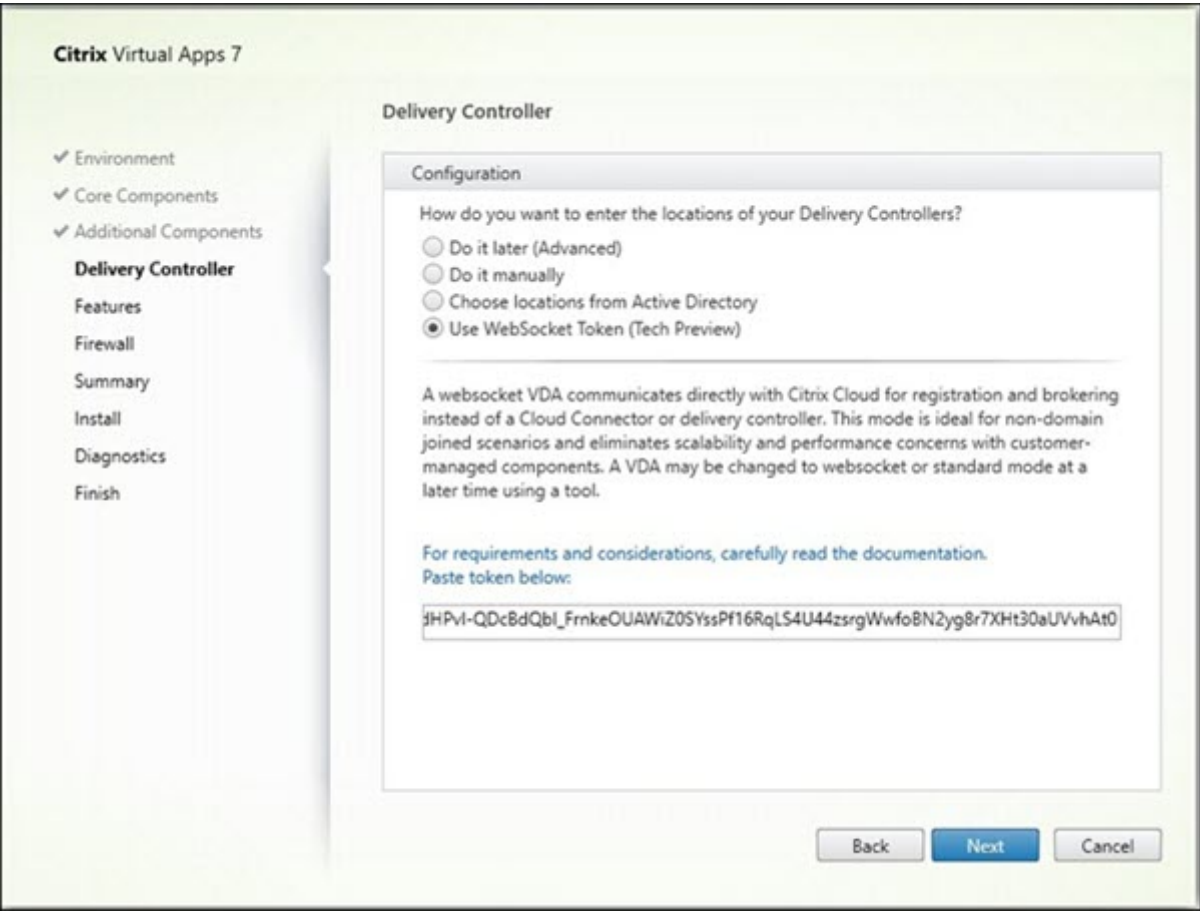 Citrix Virtual Apps 7
Delivery Controller
Environment
Core Components
Additional Components
Delivery Controller
Features
Firewall
Summary
Install
Diagnostics
Finish
Configuration
How do you want to enter the locations of your Delivery Controllers?
Do it later (Advanced)
Do it manually
Choose locations from Active Directory
Use WebSocket Token (Tech Preview)
A websocket VDA communicates directly with Citrix Cloud for registration and brokering
instead of a Cloud Connector or delivery controller. This mode is ideal for non-domain
joined scenarios and eliminates scalability and performance concerns with customer-
managed components. A VDA may be changed to websocket or standard mode at a
later time using a tool.
For requirements and considerations, carefully read the documentation.
Paste token below:
Back
Next
Cancel